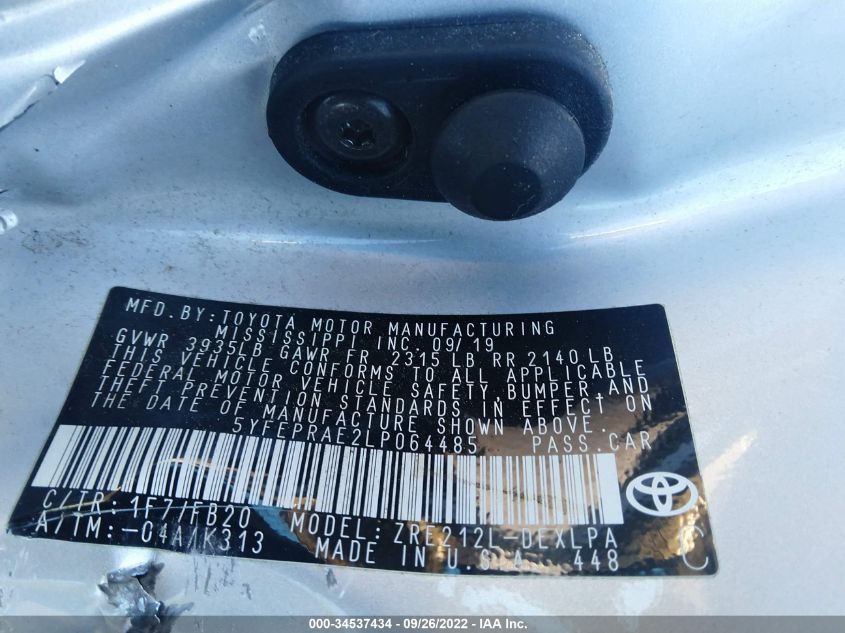 MFD. BY: TOYOTA MOTOR MANUFACTURING
MISSISSIPPI INC. 09/19
GVWR 3935LB GAWR FR 2315 LB RR 2140 LB
THIS VEHICLE CONFORMS TO ALL APPLICABLE
FEDERAL MOTOR VEHICLE SAFETY, BUMPER, AND
THEFT PREVENTION STANDARDS IN EFFECT ON
THE DATE OF MANUFACTURE SHOWN ABOVE.
5YFEPRAE2LP064485 PASS.CAR
C/TR: 1F7/FB20 MODEL: ZRE212L-DEXLPA
A/TM: -04A/K313 MADE IN U.S.A. 448 C
000-34537434 - 09/26/2022 - © IAA Inc.